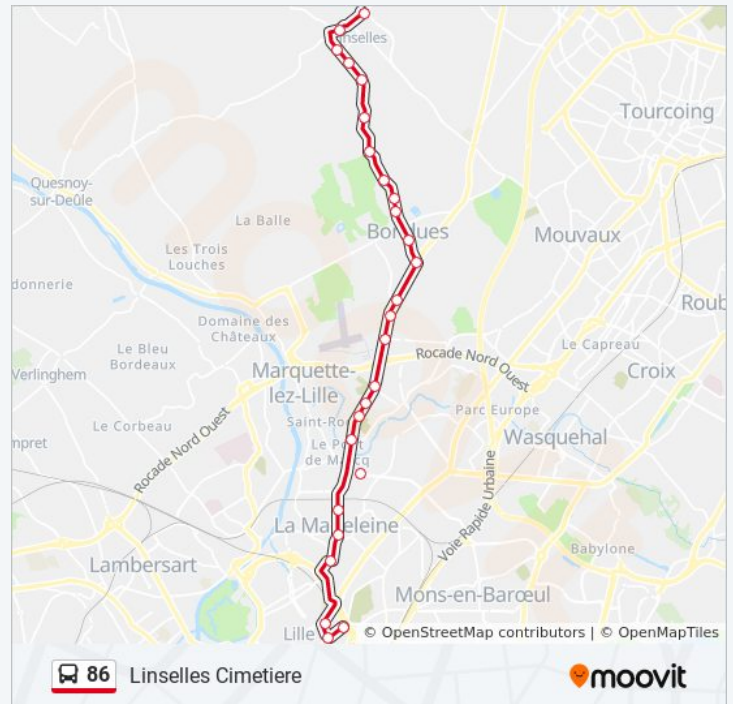 nselles
Tourcoing
Quesnoy-
sur-Deûle
La Balle
Bondues
Mouvaux
Les Trois
Louches
donnerie
Roub
Domaine des
Châteaux
Le Bleu
Bordeaux
Le Capreau
Rocade Nord Ouest
Verlinghem
Marquette-
lez-Lille
Croix
Parc Europe
Saint-Ro
Le Corbeau
mpret
Rocade Nord Ouest
Le P
de M cq
Wasquehal
Voie Rapide Urbaine
La Madeleine
Babylone
Lambersart
Mons-en-Barœul
Lille
© OpenStreetMap contributors | © OpenMapTiles
86 Linselles Cimetiere
moovit